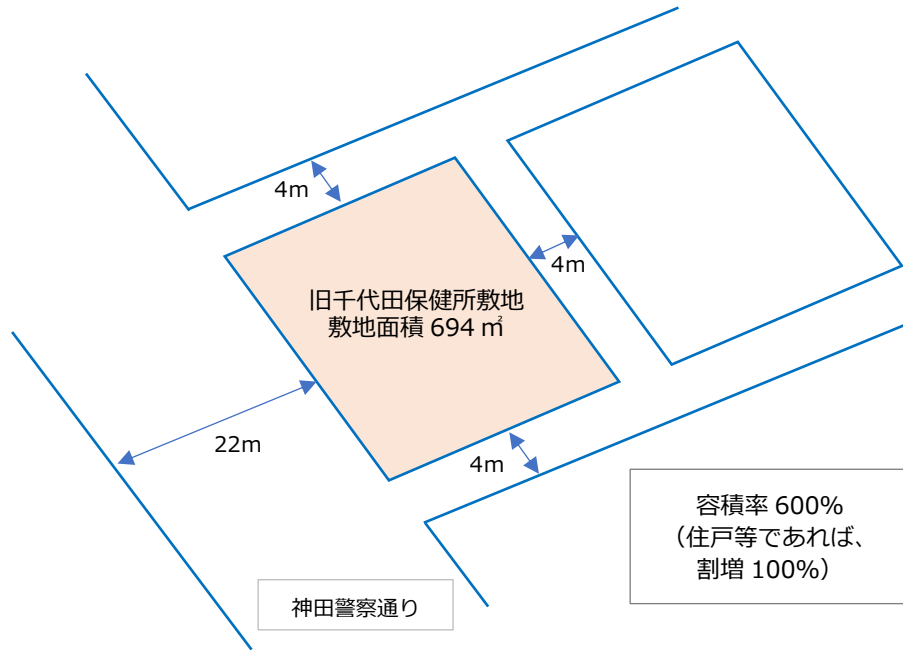 4m
4m
旧千代田保健所敷地
敷地面積 694 ㎡
22m
4m
容積率 600%
(住戸等であれば、
割増 100%)
神田警察通り